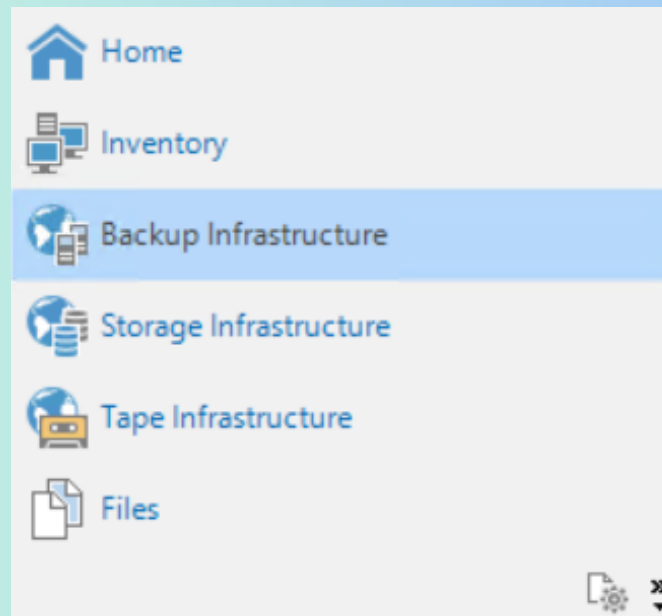 Home
Inventory
Backup Infrastructure
Storage Infrastructure
Tape Infrastructure
Files